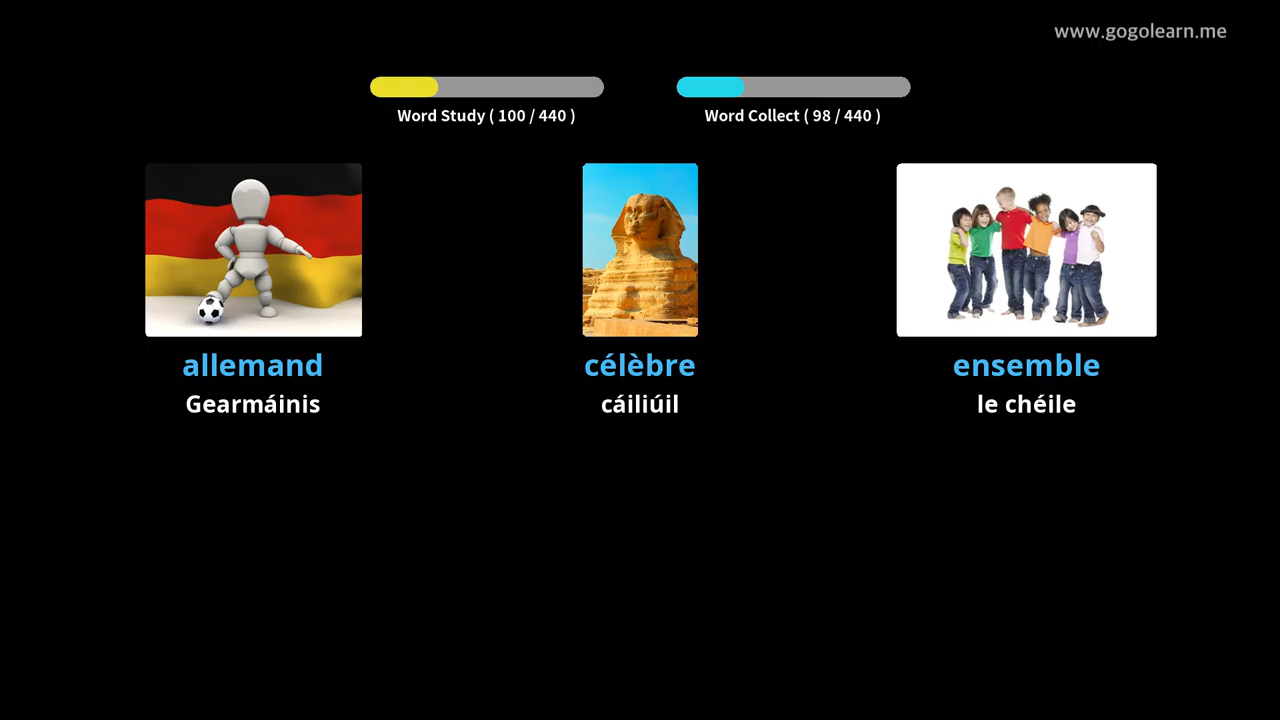 www.gogolearn.me
Word Study ( 100 / 440 )
Word Collect ( 98 / 440 )
allemand
Gearmáinis
célèbre
cáiliúil
ensemble
le chéile